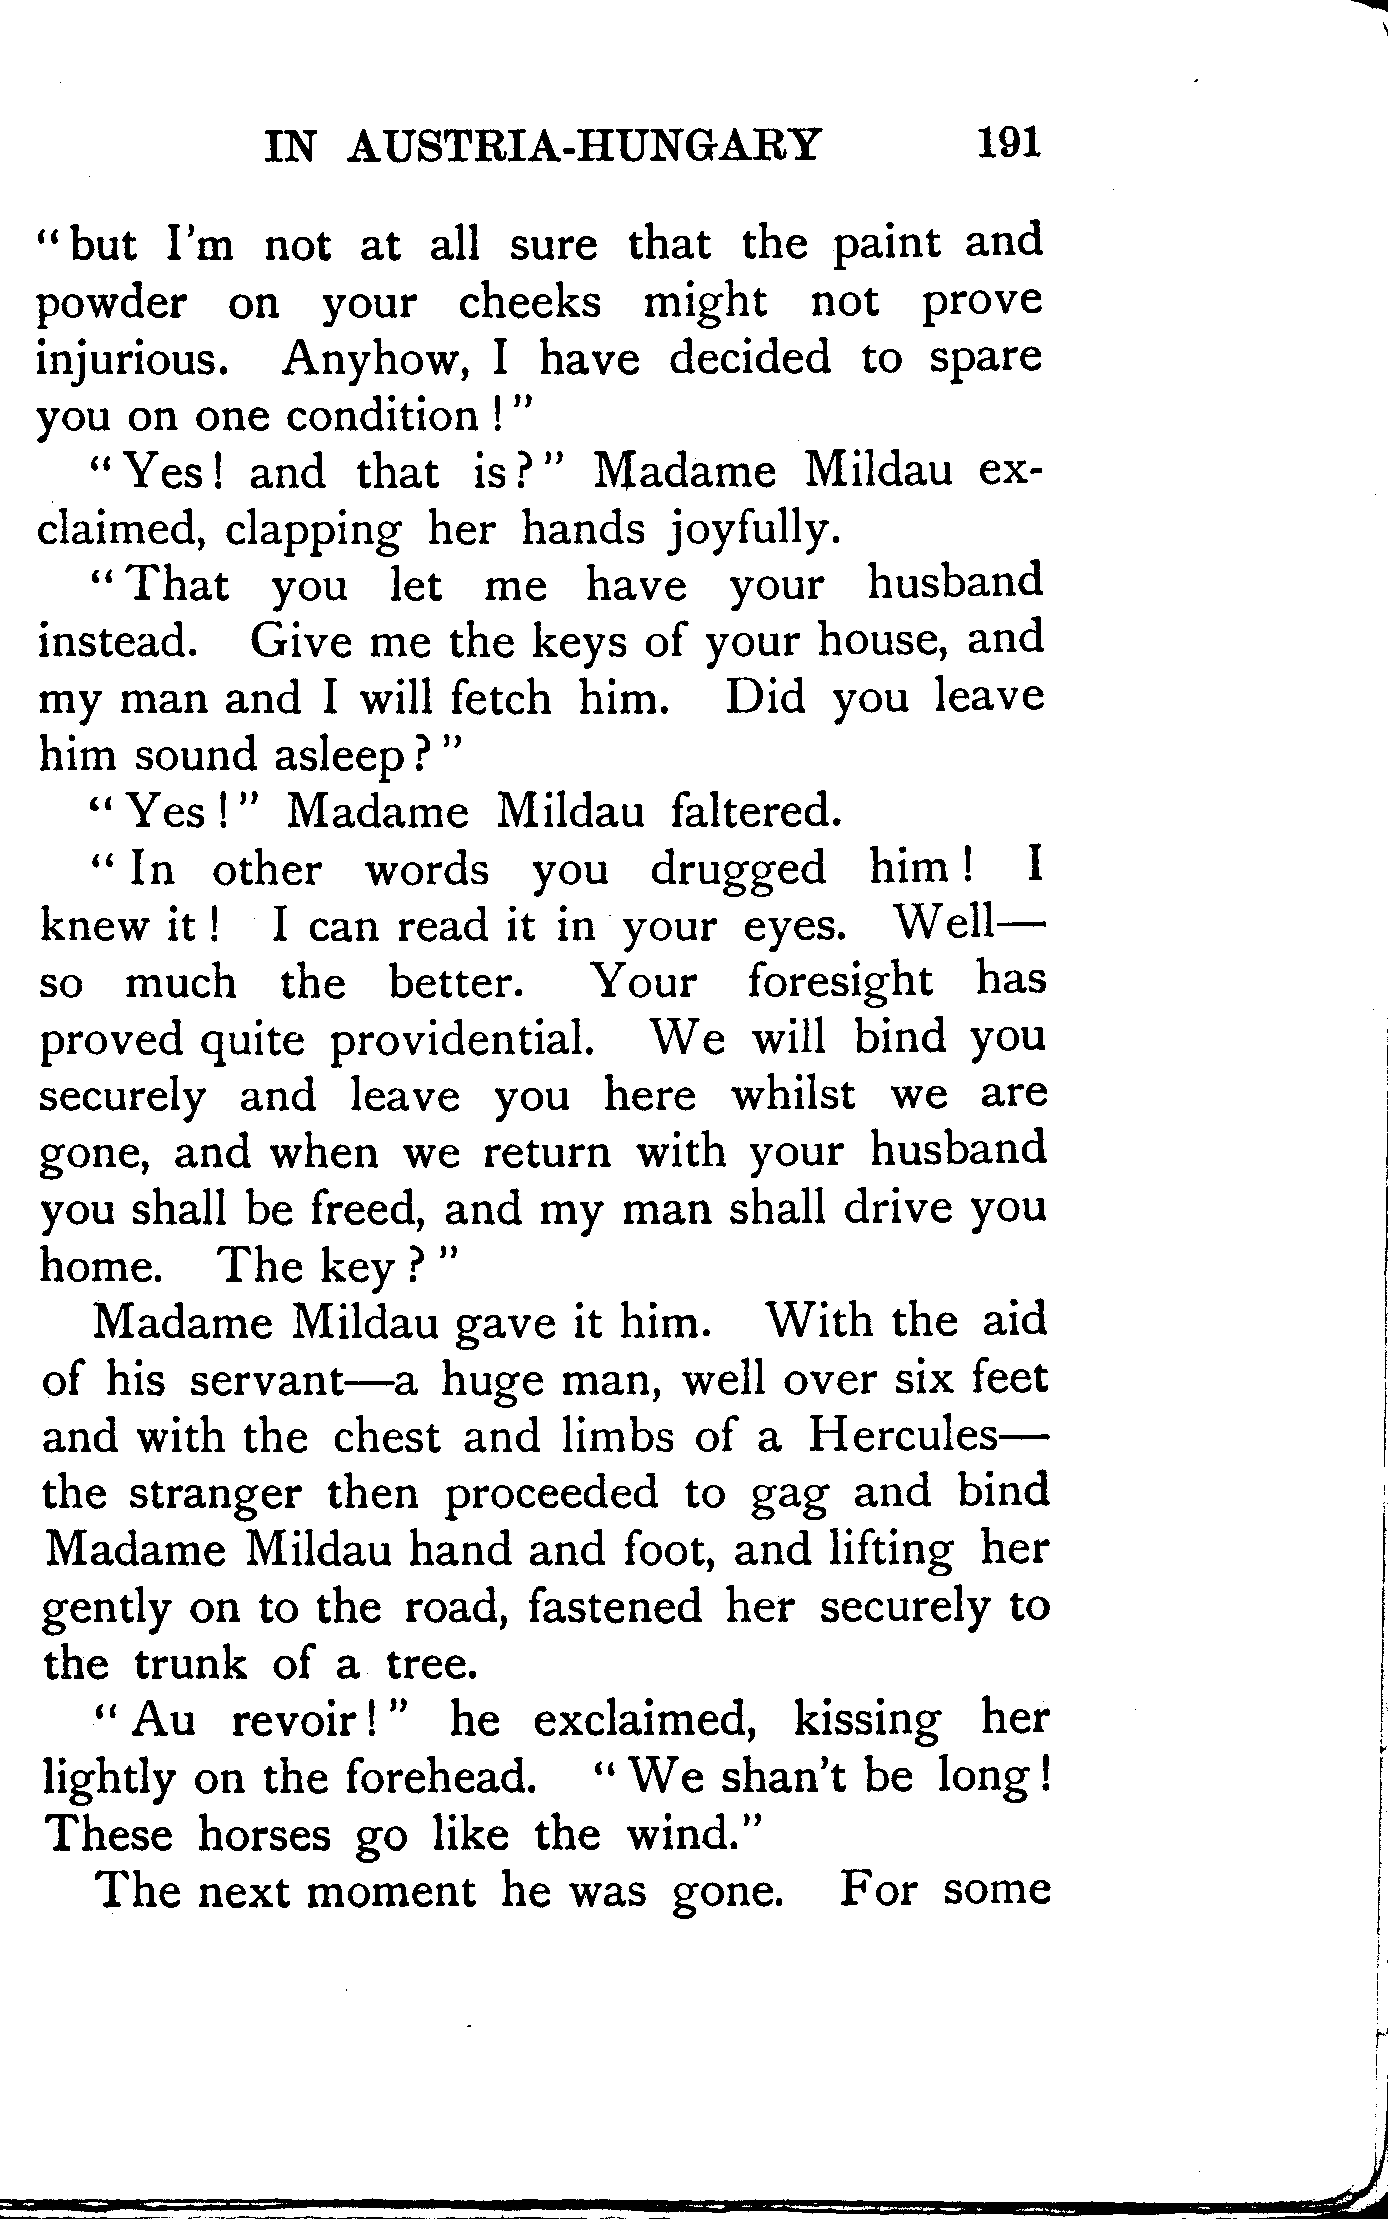 IN AUSTRIA-HUNGARY 191
"but I'm not at all sure that the paint and
powder on your cheeks might not prove
injurious. Anyhow, I have decided to spare
you on one condition!"
"Yes! and that is?" Madame Mildau ex-
claimed, clapping her hands joyfully.
"That you let me have your husband
instead. Give me the keys of your house, and
my man and I will fetch him. Did you leave
him sound asleep?"
"Yes!" Madame Mildau faltered.
"In other words you drugged him! I
knew it! I can read it in your eyes. Well—
so much the better. Your foresight has
proved quite providential. We will bind you
securely and leave you here whilst we are
gone, and when we return with your husband
you shall be freed, and my man shall drive you
home. The key?"
Madame Mildau gave it him. With the aid
of his servant—a huge man, well over six feet
and with the chest and limbs of a Hercules—
the stranger then proceeded to gag and bind
Madame Mildau hand and foot, and lifting her
gently on to the road, fastened her securely to
the trunk of a tree.
"Au revoir!" he exclaimed, kissing her
lightly on the forehead. "We shan't be long!
These horses go like the wind."
The next moment he was gone. For some